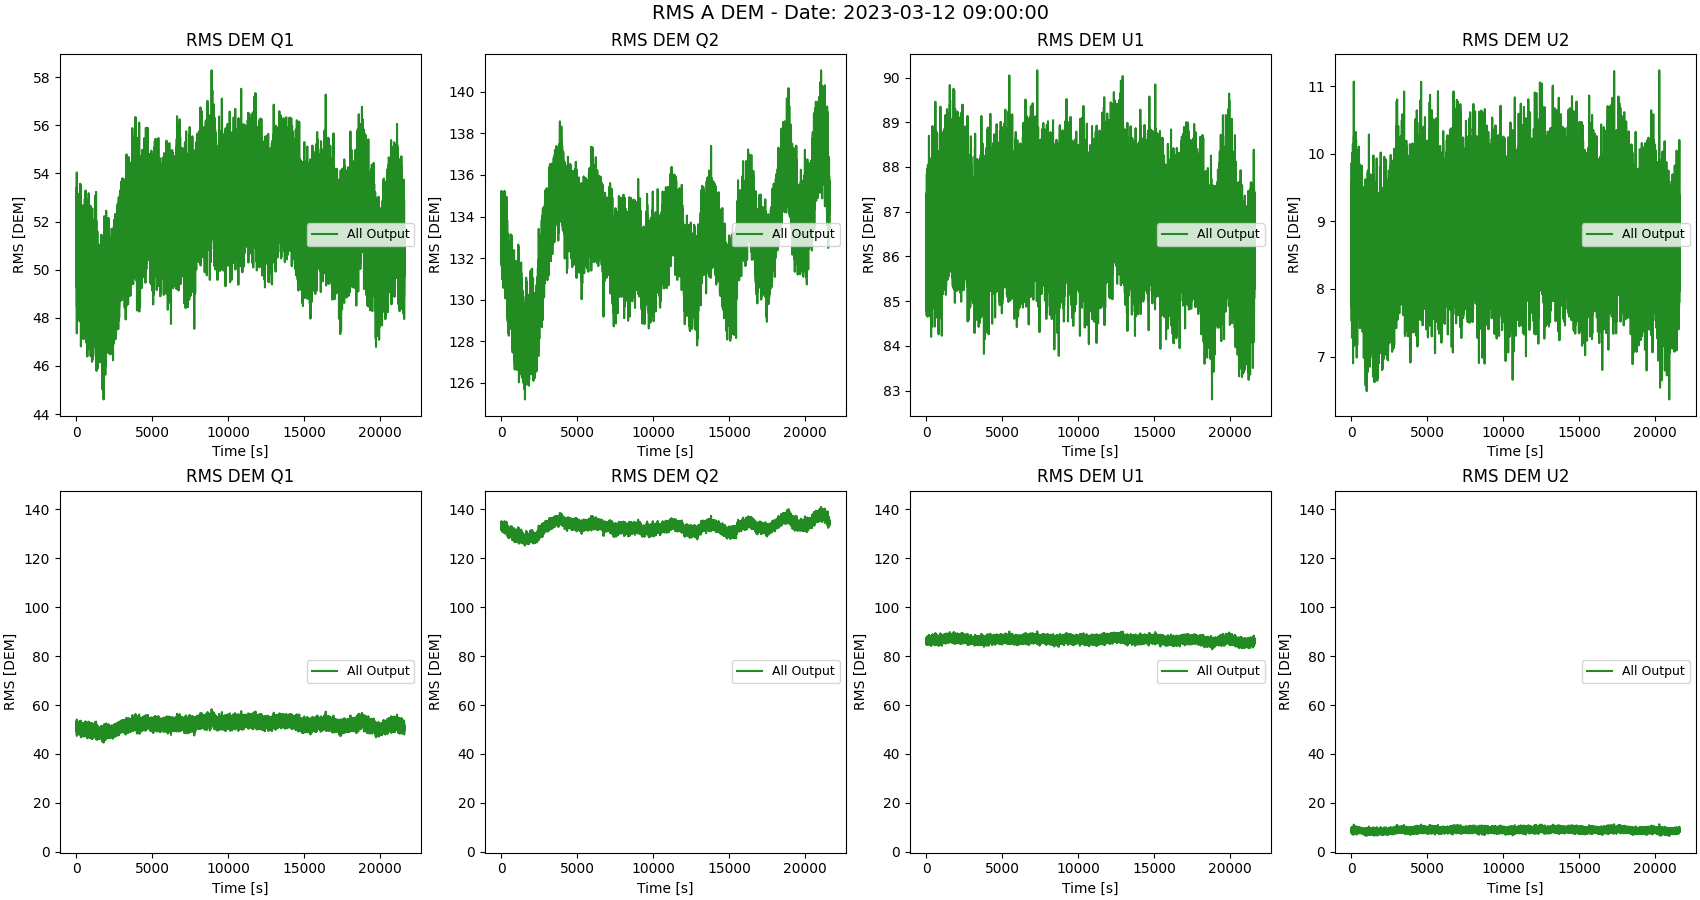 RMS A DEM - Date: 2023-03-12 09:00:00
RMS DEM Q1
RMS [DEM]
58
56
54
52
50
48
46
44
0 5000 10000 15000 20000
Time [s]
All Output
RMS DEM Q2
RMS [DEM]
140
138
136
134
132
130
128
126
0 5000 10000 15000 20000
Time [s]
All Output
RMS DEM U1
RMS [DEM]
90
89
88
87
86
85
84
83
0 5000 10000 15000 20000
Time [s]
All Output
RMS DEM U2
RMS [DEM]
11
10
9
8
7
0 5000 10000 15000 20000
Time [s]
All Output
RMS DEM Q1
RMS [DEM]
140
120
100
80
60
40
20
0
0 5000 10000 15000 20000
Time [s]
All Output
RMS DEM Q2
RMS [DEM]
140
120
100
80
60
40
20
0
0 5000 10000 15000 20000
Time [s]
All Output
RMS DEM U1
RMS [DEM]
140
120
100
80
60
40
20
0
0 5000 10000 15000 20000
Time [s]
All Output
RMS DEM U2
RMS [DEM]
140
120
100
80
60
40
20
0
0 5000 10000 15000 20000
Time [s]
All Output